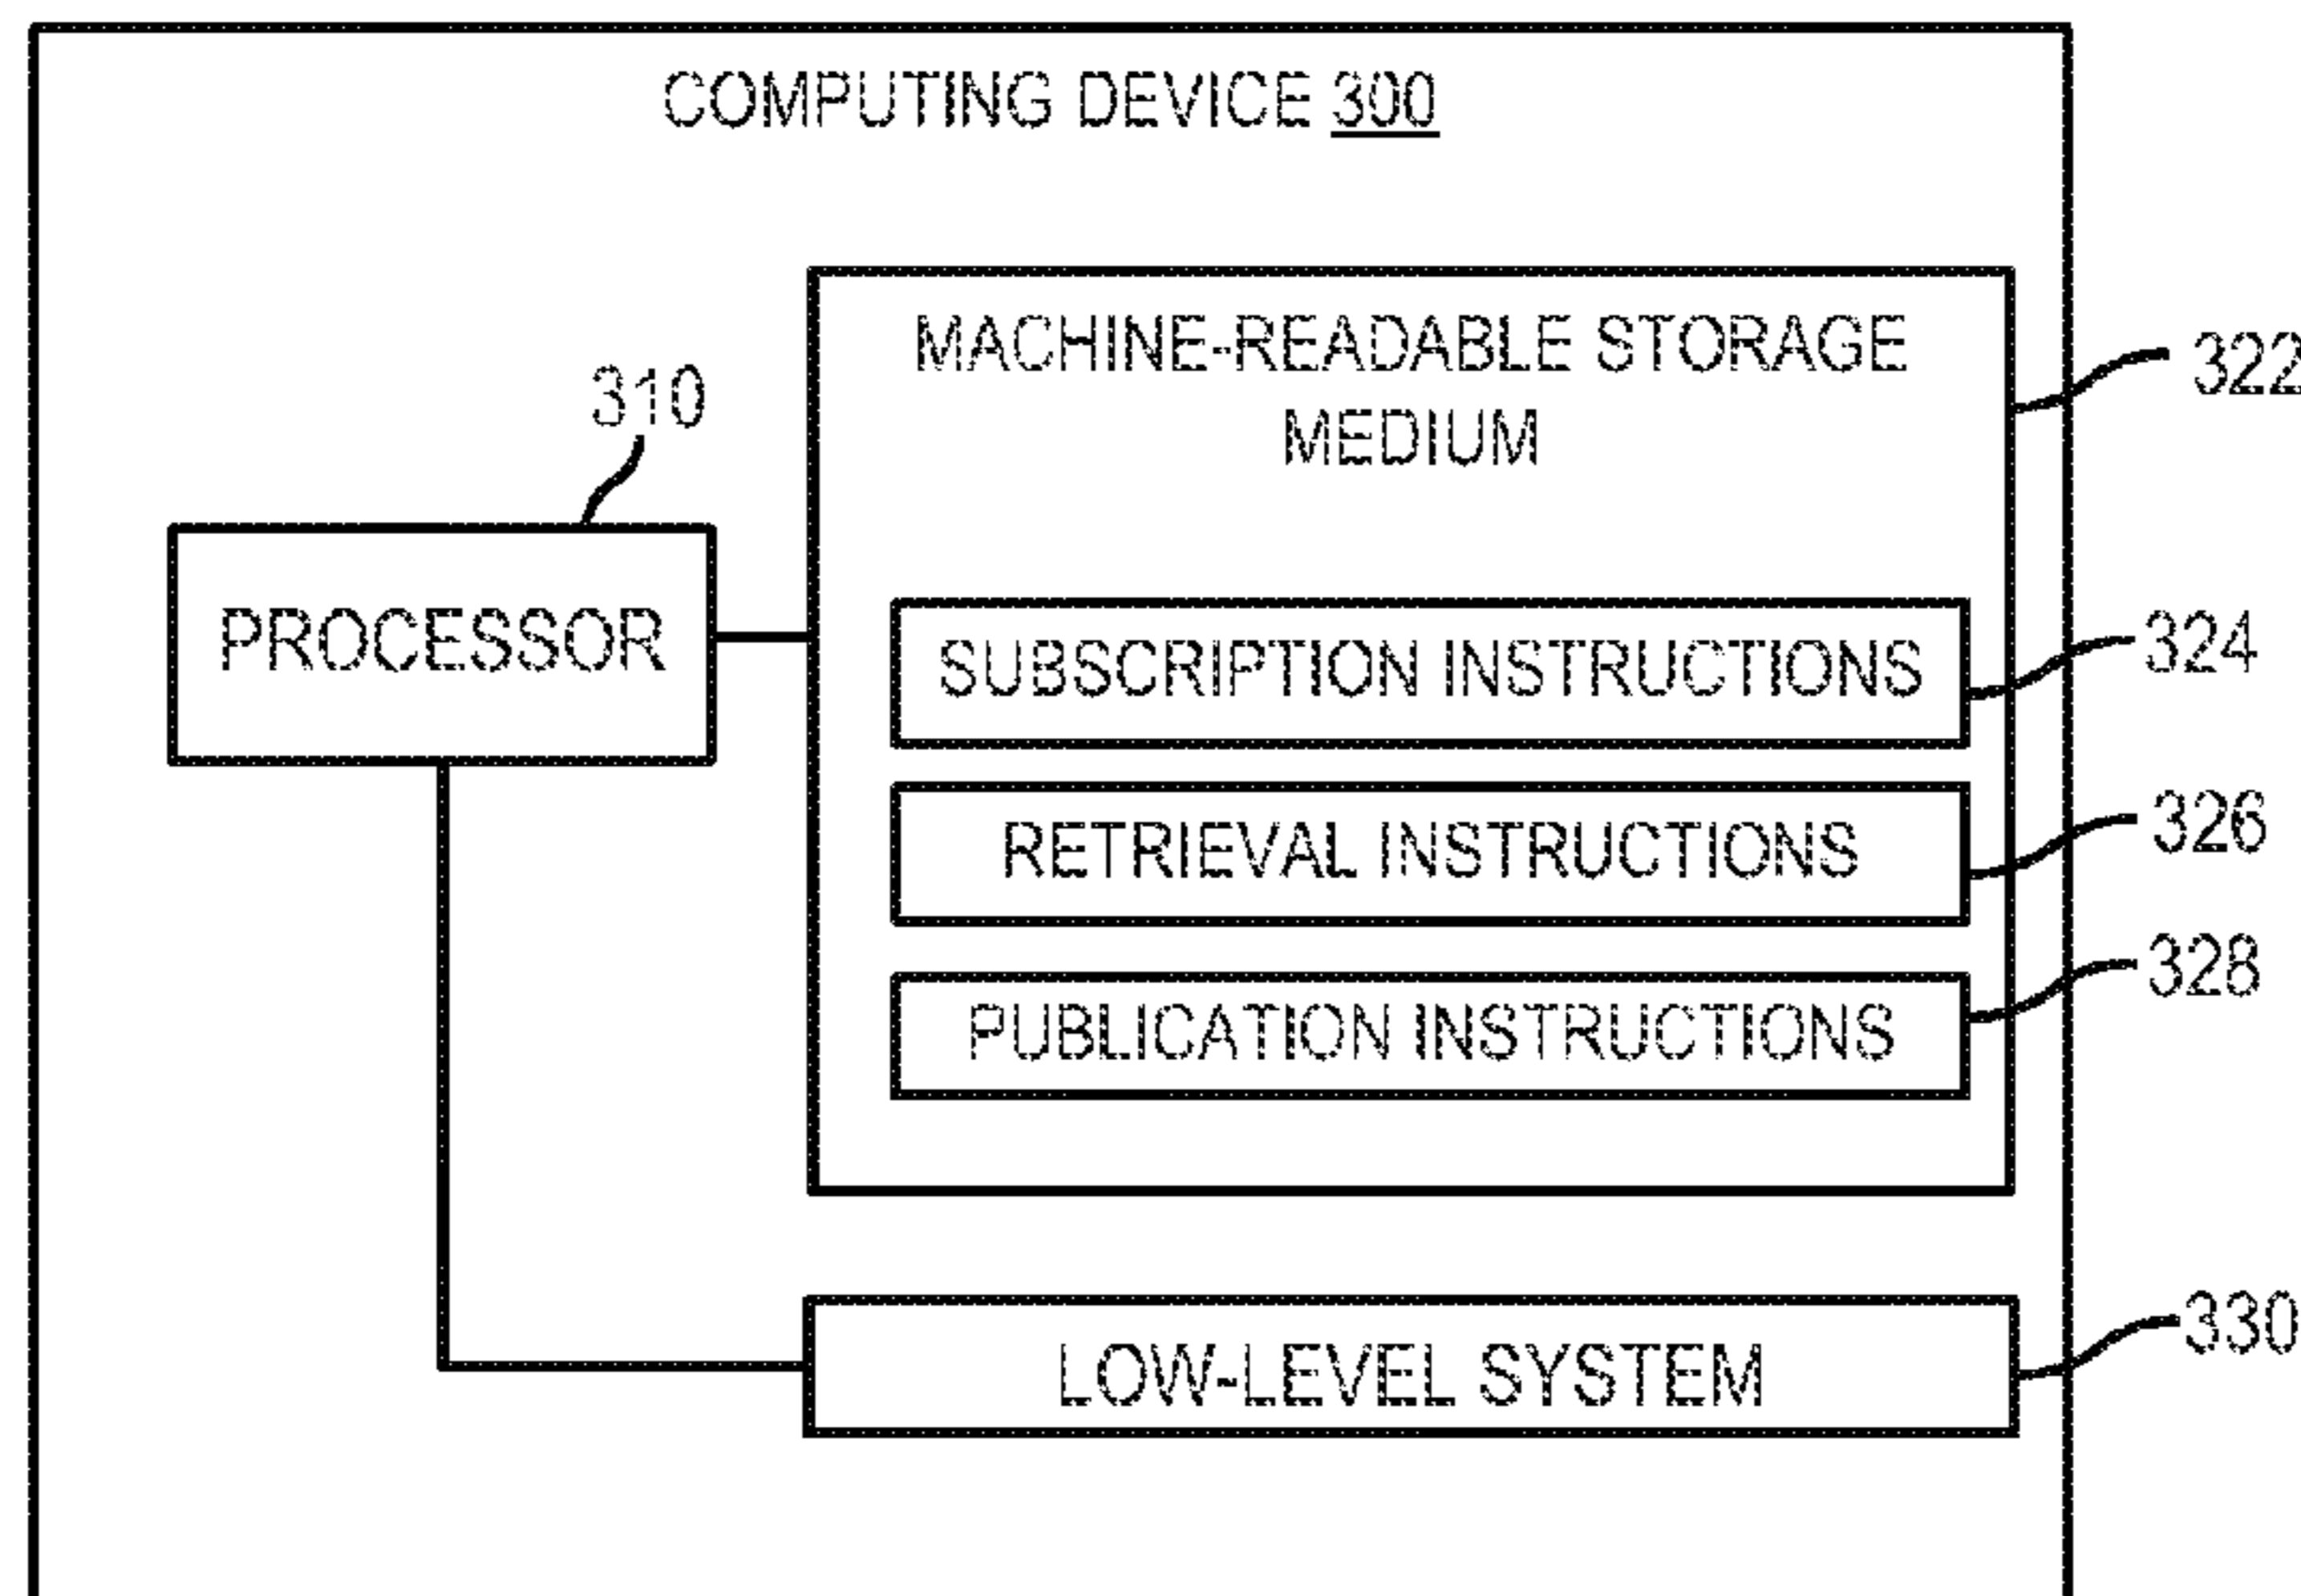 COMPUTING DEVICE 300
MACHINE-READABLE STORAGE
MEDIUM
322
310
PROCESSOR
SUBSCRIPTION INSTRUCTIONS
324
RETRIEVAL INSTRUCTIONS
326
PUBLICATION INSTRUCTIONS
328
LOW-LEVEL SYSTEM
330